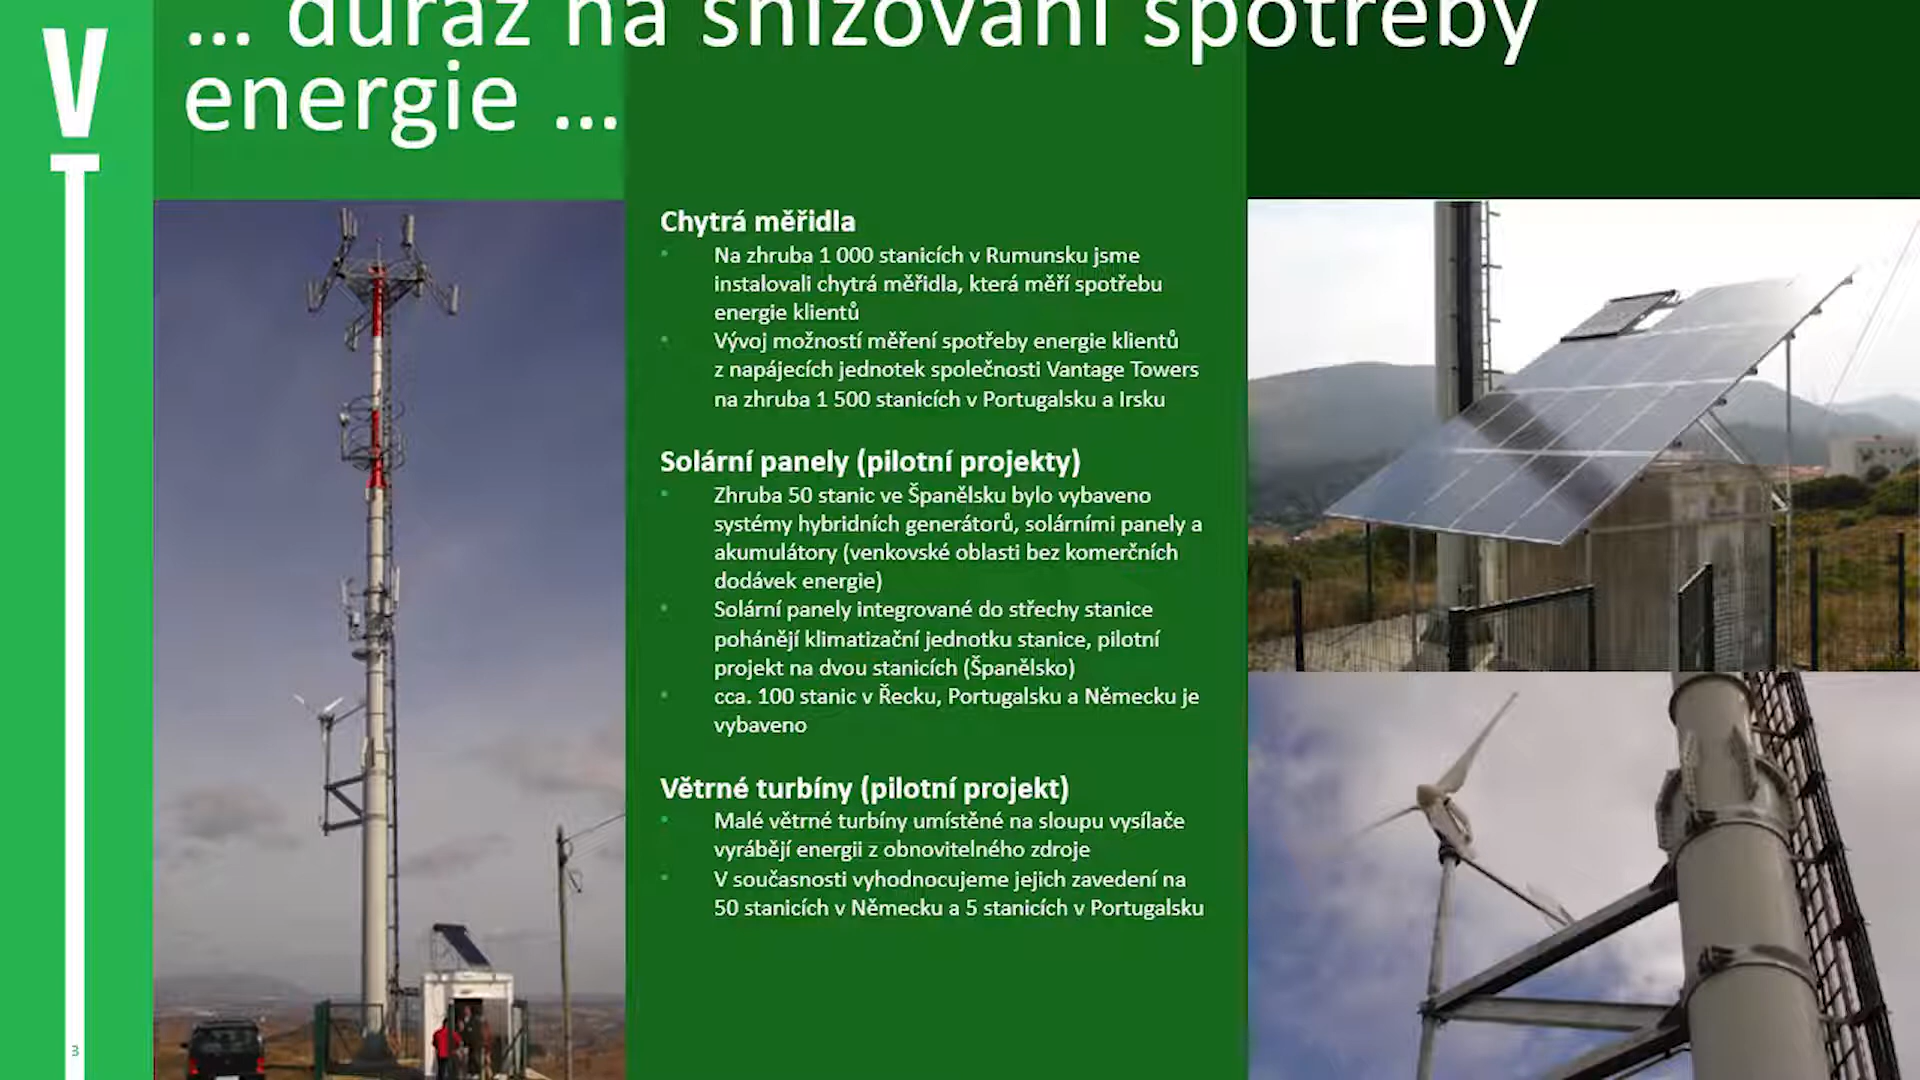 VT
... důraz na snižování spotřeby
energie ...
Chytrá měřidla
Na zhruba 1 000 stanicích v Rumunsku jsme
instalovali chytrá měřidla, která měří spotřebu
energie klientů
Vývoj možností měření spotřeby energie klientů
z napájecích jednotek společnosti Vantage Towers
na zhruba 1 500 stanicích v Portugalsku a Irsku
Solární panely (pilotní projekty)
Zhruba 50 stanic ve Španělsku bylo vybaveno
systémy hybridních generátorů, solárními panely a
akumulátory (venkovské oblasti bez komerčních
dodávek energie)
Solární panely integrované do střechy stanice
pohánějí klimatizační jednotku stanice, pilotní
projekt na dvou stanicích (Španělsko)
cca. 100 stanic v Řecku, Portugalsku a Německu je
vybaveno
Větrné turbíny (pilotní projekt)
Malé větrné turbíny umístěné na sloupu vysílače
vyrábějí energii z obnovitelného zdroje
V současnosti vyhodnocujeme jejich zavedení na
50 stanicích v Německu a 5 stanicích v Portugalsku
3